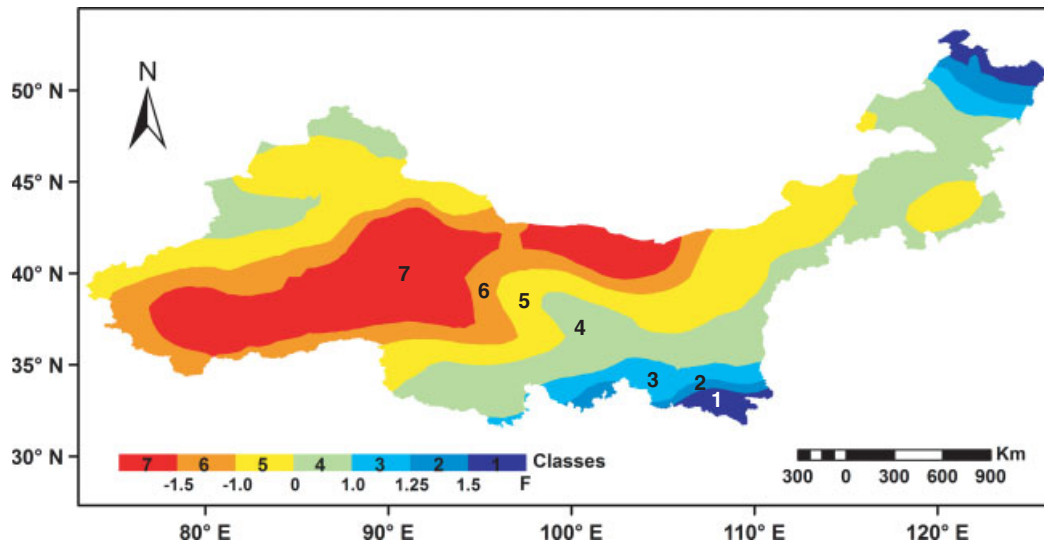 N
50° N
45° N
40° N
35° N
30° N
7
6
5
4
3
2
1
7 6 5 4 3 2 1 Classes
-1.5 -1.0 0 1.0 1.25 1.5 F
Km
300 0 300 600 900
80° E 90° E 100° E 110° E 120° E